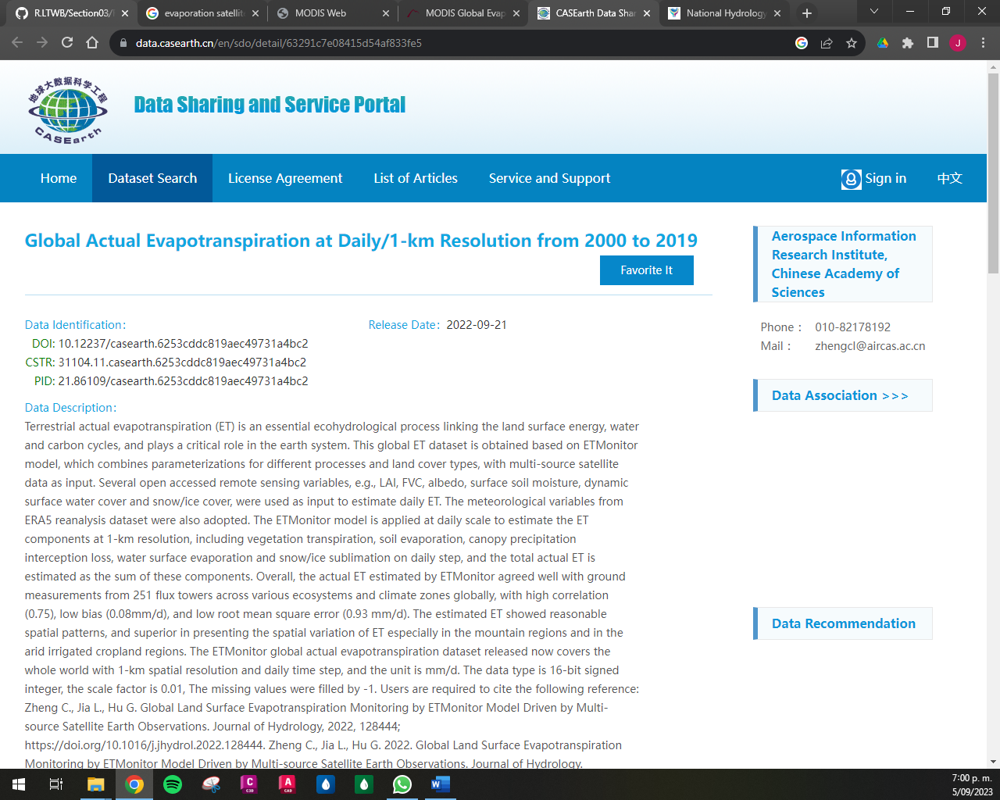 R.LTWB/Section03/
evaporation satellit
MODIS Web
MODIS Global Evap
CASEarth Data Shar
National Hydrology
data.casearth.cn/en/sdo/detail/63291c7e08415d54af833fe5
J
地球大数据科学工程
CASEarth
Data Sharing and Service Portal
Home
Dataset Search
License Agreement
List of Articles
Service and Support
Sign in
中文
Global Actual Evapotranspiration at Daily/1-km Resolution from 2000 to 2019
Favorite It
Data Identification：
Release Date： 2022-09-21
DOI: 10.12237/casearth.6253cddc819aec49731a4bc2
CSTR: 31104.11.casearth.6253cddc819aec49731a4bc2
PID: 21.86109/casearth.6253cddc819aec49731a4bc2
Data Description：
Terrestrial actual evapotranspiration (ET) is an essential ecohydrological process linking the land surface energy, water
and carbon cycles, and plays a critical role in the earth system. This global ET dataset is obtained based on ETMonitor
model, which combines parameterizations for different processes and land cover types, with multi-source satellite
data as input. Several open accessed remote sensing variables, e.g., LAI, FVC, albedo, surface soil moisture, dynamic
surface water cover and snow/ice cover, were used as input to estimate daily ET. The meteorological variables from
ERA5 reanalysis dataset were also adopted. The ETMonitor model is applied at daily scale to estimate the ET
components at 1-km resolution, including vegetation transpiration, soil evaporation, canopy precipitation
interception loss, water surface evaporation and snow/ice sublimation on daily step, and the total actual ET is
estimated as the sum of these components. Overall, the actual ET estimated by ETMonitor agreed well with ground
measurements from 251 flux towers across various ecosystems and climate zones globally, with high correlation
(0.75), low bias (0.08mm/d), and low root mean square error (0.93 mm/d). The estimated ET showed reasonable
spatial patterns, and superior in presenting the spatial variation of ET especially in the mountain regions and in the
arid irrigated cropland regions. The ETMonitor global actual evapotranspiration dataset released now covers the
whole world with 1-km spatial resolution and daily time step, and the unit is mm/d. The data type is 16-bit signed
integer, the scale factor is 0.01, The missing values were filled by -1. Users are required to cite the following reference:
Zheng C., Jia L., Hu G. Global Land Surface Evapotranspiration Monitoring by ETMonitor Model Driven by Multi-
source Satellite Earth Observations. Journal of Hydrology, 2022, 128444;
https://doi.org/10.1016/j.jhydrol.2022.128444. Zheng C., Jia L., Hu G. 2022. Global Land Surface Evapotranspiration
Monitoring by ETMonitor Model Driven by Multi-source Satellite Earth Observations. Journal of Hydrology.
Aerospace Information
Research Institute,
Chinese Academy of
Sciences
Phone： 010-82178192
Mail： zhengcl@aircas.ac.cn
Data Association >>>
Data Recommendation
C
C3D
A
CAD
W
7:00 p. m.
5/09/2023